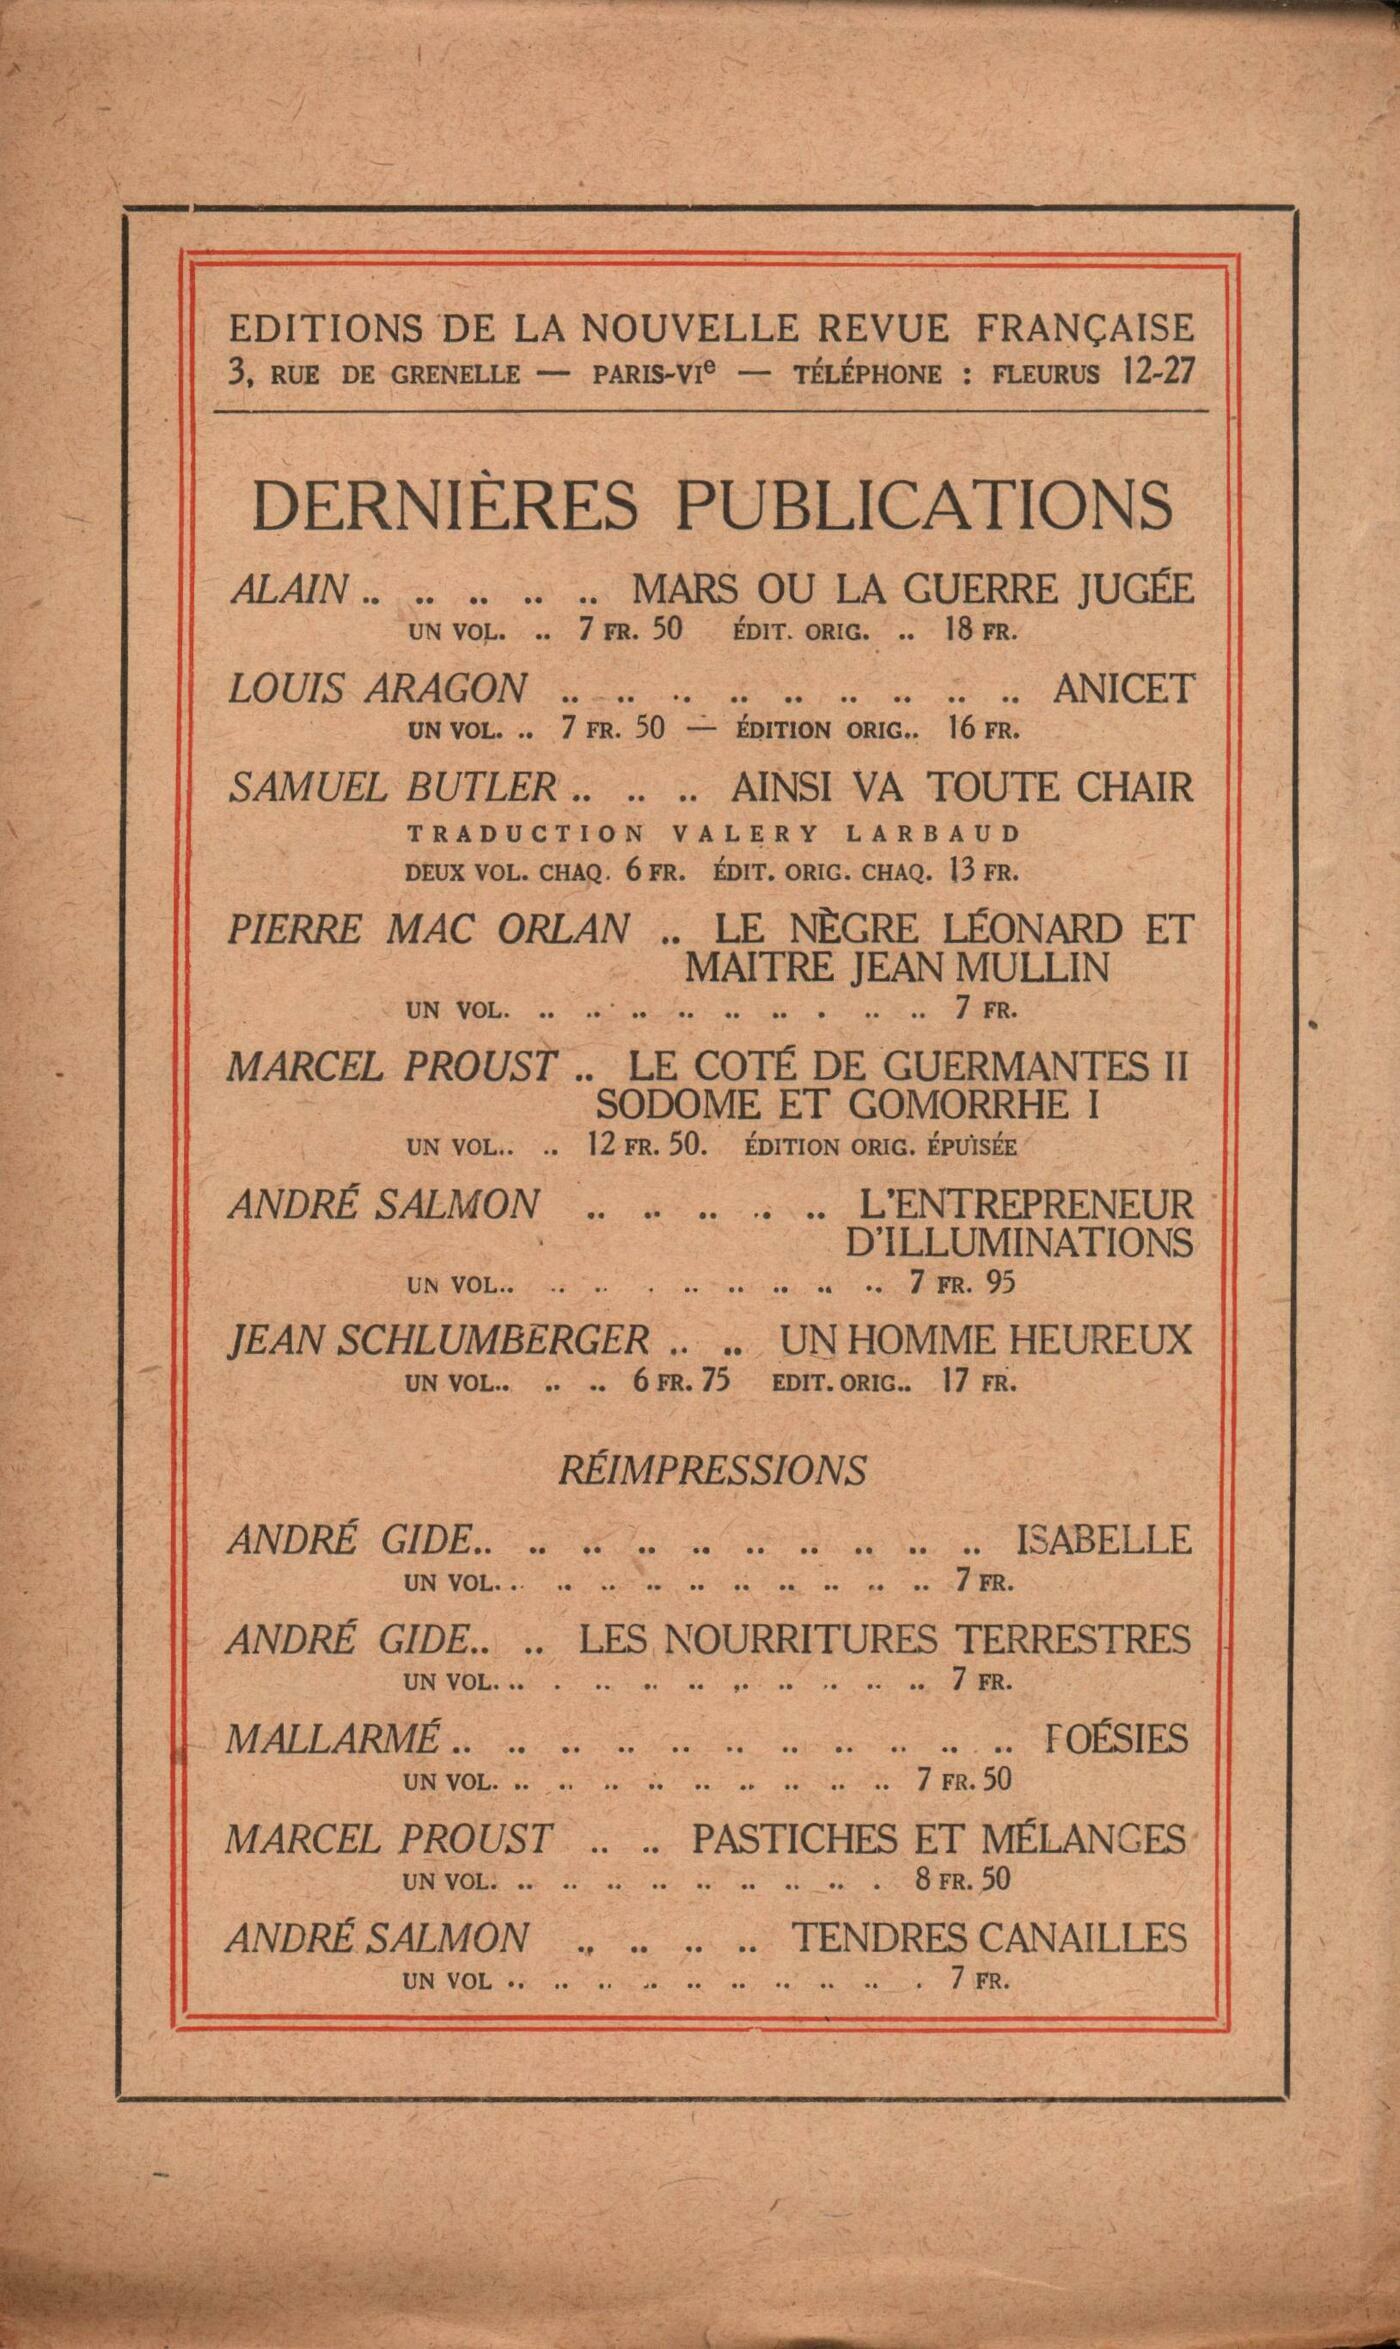 EDITIONS DE LA NOUVELLE REVUE FRANÇAISE
3, RUE DE GRENELLE — PARIS-VIe — TÉLÉPHONE : FLEURUS 12-27
DERNIÈRES PUBLICATIONS
ALAIN .. .. .. .. .. MARS OU LA GUERRE JUGÉE
UN VOL. .. 7 FR. 50 ÉDIT. ORIG. .. 18 FR.
LOUIS ARAGON .. .. .. .. .. .. .. .. .. ANICET
UN VOL. .. 7 FR. 50 — ÉDITION ORIG.. 16 FR.
SAMUEL BUTLER .. .. .. AINSI VA TOUTE CHAIR
TRADUCTION VALERY LARBAUD
DEUX VOL. CHAQ. 6 FR. ÉDIT. ORIG. CHAQ. 13 FR.
PIERRE MAC ORLAN .. LE NÈGRE LÉONARD ET
MAITRE JEAN MULLIN
UN VOL. .. .. .. .. .. .. . .. .. 7 FR.
MARCEL PROUST .. LE COTÉ DE GUERMANTES II
SODOME ET GOMORRHE I
UN VOL.. .. 12 FR. 50. ÉDITION ORIG. ÉPUISÉE
ANDRÉ SALMON .. .. .. .. .. L'ENTREPRENEUR
D'ILLUMINATIONS
UN VOL.. .. .. . .. .. .. .. .. 7 FR. 95
JEAN SCHLUMBERGER .. .. UN HOMME HEUREUX
UN VOL.. .. .. 6 FR. 75 EDIT. ORIG.. 17 FR.
RÉIMPRESSIONS
ANDRÉ GIDE.. .. .. .. .. .. .. .. .. .. ISABELLE
UN VOL. .. .. .. .. .. .. .. .. .. .. 7 FR.
ANDRÉ GIDE.. .. LES NOURRITURES TERRESTRES
UN VOL. .. . .. .. .. .. .. .. .. .. 7 FR.
MALLARMÉ .. .. .. .. .. .. .. .. .. .. .. POÉSIES
UN VOL. .. .. .. .. .. .. .. .. .. 7 FR. 50
MARCEL PROUST .. .. PASTICHES ET MÉLANGES
UN VOL. .. .. .. .. .. .. .. .. . 8 FR. 50
ANDRÉ SALMON .. .. .. .. TENDRES CANAILLES
UN VOL .. .. .. .. .. .. .. .. .. . 7 FR.